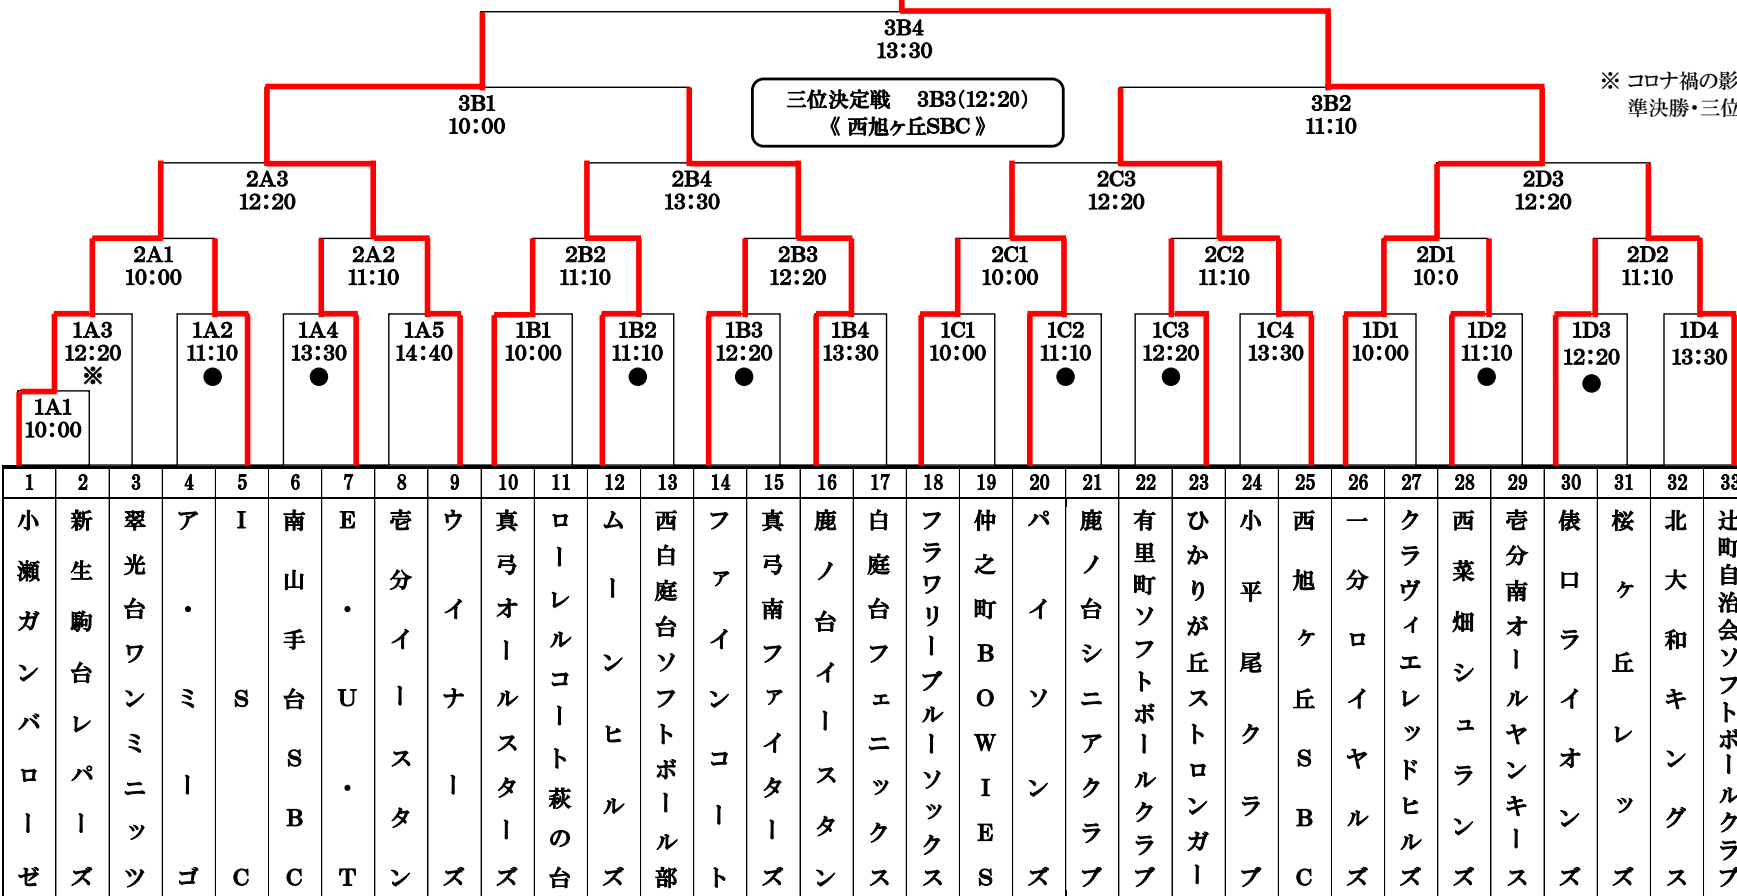 3B4
13:30
三位決定戦 3B3(12:20)
《 西旭ヶ丘SBC 》
※ コロナ禍の影
準決勝・三位
3B1
10:00
3B2
11:10
2A3
12:20
2B4
13:30
2C3
12:20
2D3
12:20
2A1
10:00
2A2
11:10
2B2
11:10
2B3
12:20
2C1
10:00
2C2
11:10
2D1
10:0
2D2
11:10
1A3
12:20
※
1A2
11:10
●
1A4
13:30
●
1A5
14:40
1B1
10:00
1B2
11:10
●
1B3
12:20
●
1B4
13:30
1C1
10:00
1C2
11:10
●
1C3
12:20
●
1C4
13:30
1D1
10:00
1D2
11:10
●
1D3
12:20
●
1D4
13:30
1A1
10:00
1 2 3 4 5 6 7 8 9 10 11 12 13 14 15 16 17 18 19 20 21 22 23 24 25 26 27 28 29 30 31 32 33
小瀬ガンバローゼ
新生駒台レパーズ
翠光台ワンミニッツ
ア・ミーゴ
ISC
南山手台SBC
E・U・T
壱分イースタン
ウイナーズ
真弓オールスターズ
ローレルコート萩の台
ムーンヒルズ
西白庭台ソフトボール部
ファインコート
真弓南ファイターズ
鹿ノ台イースタン
白庭台フェニックス
フラワリーブルーソックス
仲之町BOWIES
パイソンズ
鹿ノ台シニアクラブ
有里町ソフトボールクラブ
ひかりが丘ストロンガー
小平尾クラブ
西旭ヶ丘SBC
一分ロイヤルズ
クラヴィエレッドヒルズ
西菜畑シュランズ
壱分南オールヤンキース
俵口ライオンズ
桜ヶ丘レッズ
北大和キングス
辻町自治会ソフトボールクラブ